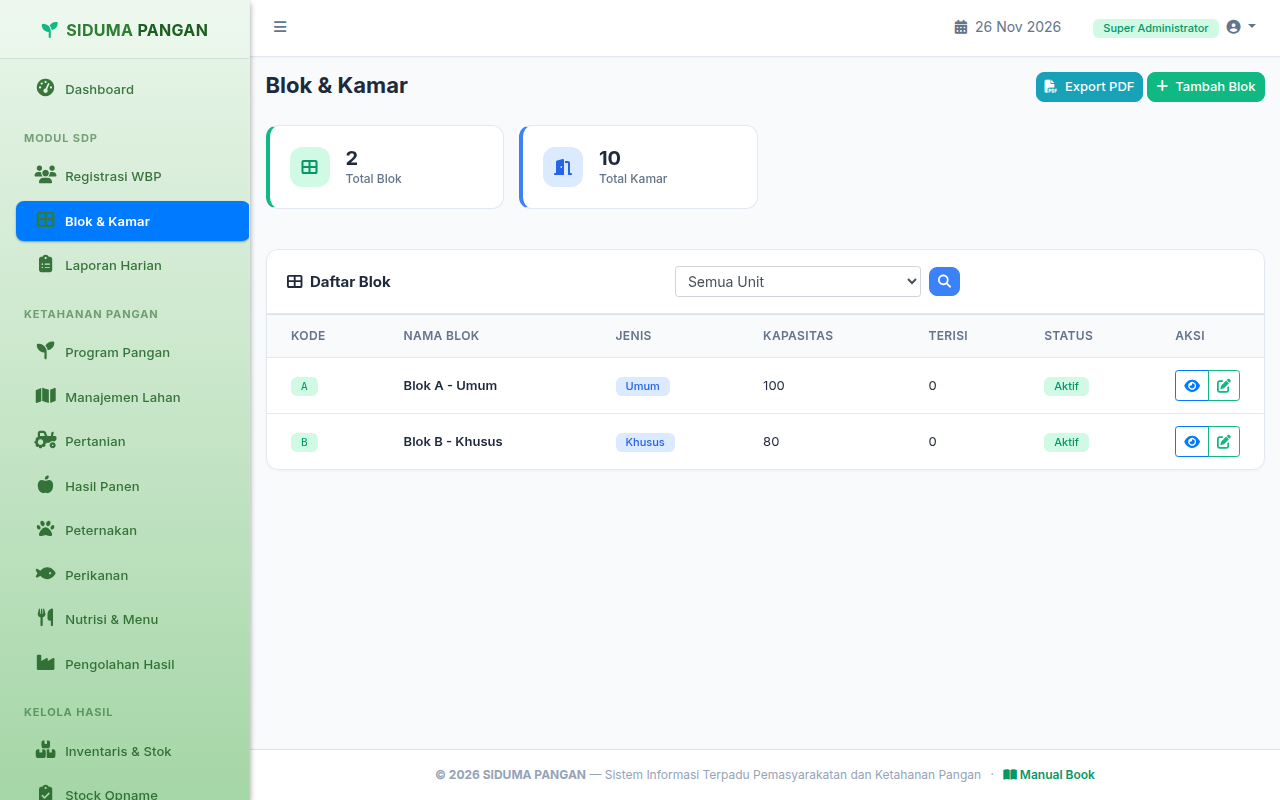 SIDUMA PANGAN
Dashboard
MODUL SDP
Registrasi WBP
Blok & Kamar
Laporan Harian
KETAHANAN PANGAN
Program Pangan
Manajemen Lahan
Pertanian
Hasil Panen
Peternakan
Perikanan
Nutrisi & Menu
Pengolahan Hasil
KELOLA HASIL
Inventaris & Stok
Stock Opname
26 Nov 2026 Super Administrator
Blok & Kamar
Export PDF Tambah Blok
2
Total Blok
10
Total Kamar
Daftar Blok Semua Unit
KODE NAMA BLOK JENIS KAPASITAS TERISI STATUS AKSI
A Blok A - Umum Umum 100 0 Aktif
B Blok B - Khusus Khusus 80 0 Aktif
© 2026 SIDUMA PANGAN — Sistem Informasi Terpadu Pemasyarakatan dan Ketahanan Pangan · Manual Book